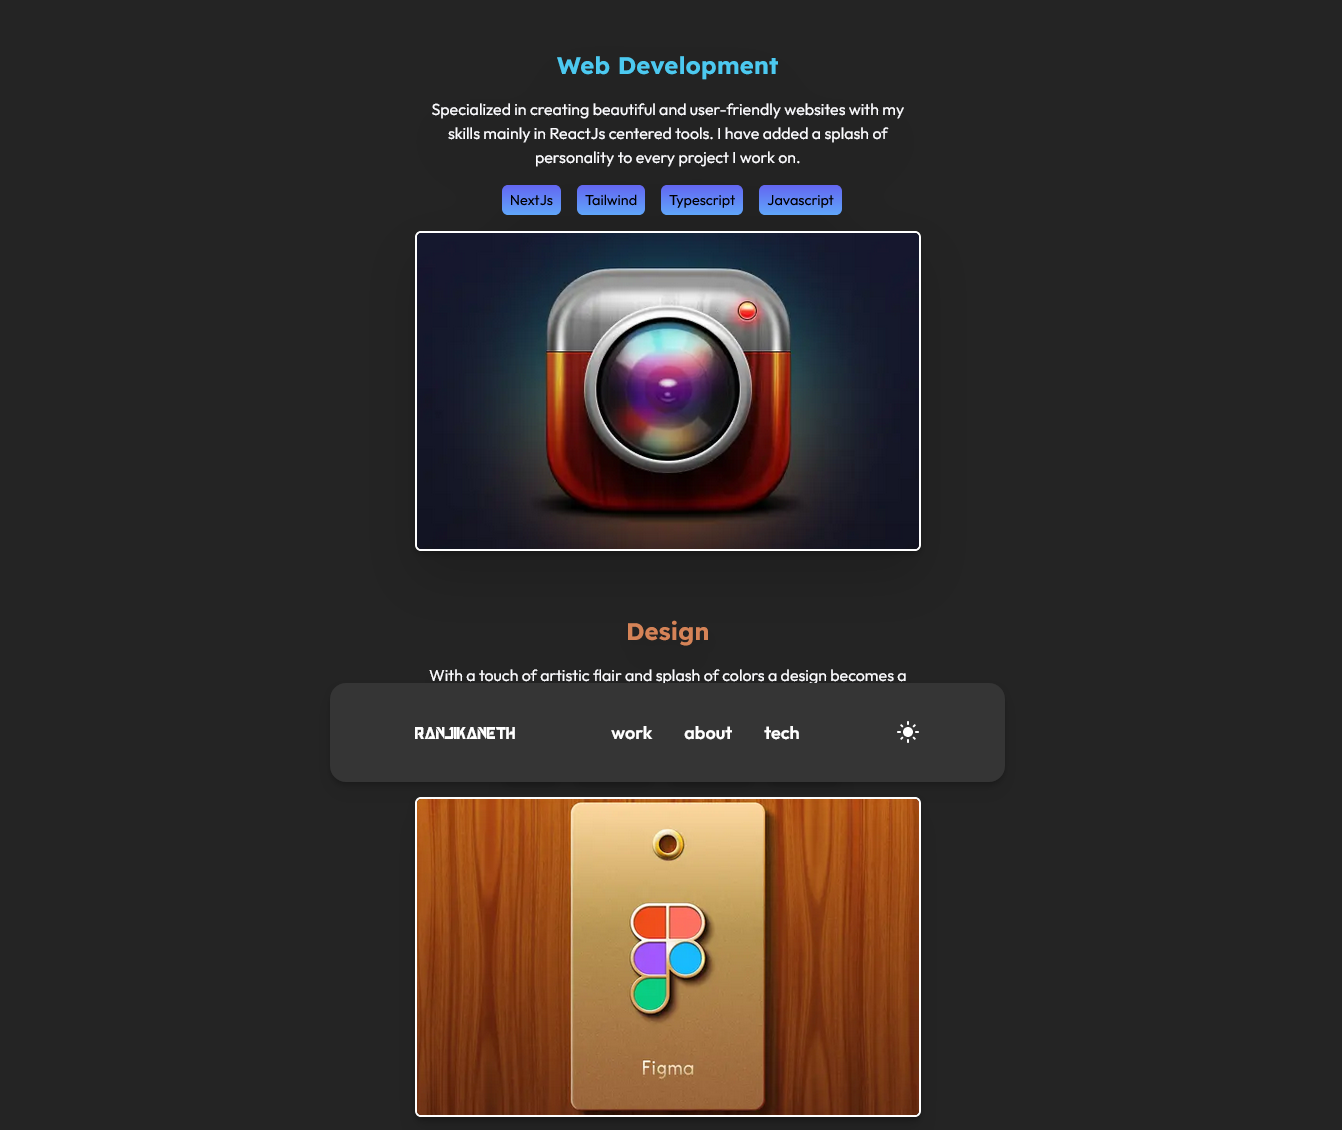 Web Development
Specialized in creating beautiful and user-friendly websites with my
skills mainly in ReactJs centered tools. I have added a splash of
personality to every project I work on.
NextJs Tailwind Typescript Javascript
Design
With a touch of artistic flair and splash of colors a design becomes a
RANJIKANETH work about tech
Figma